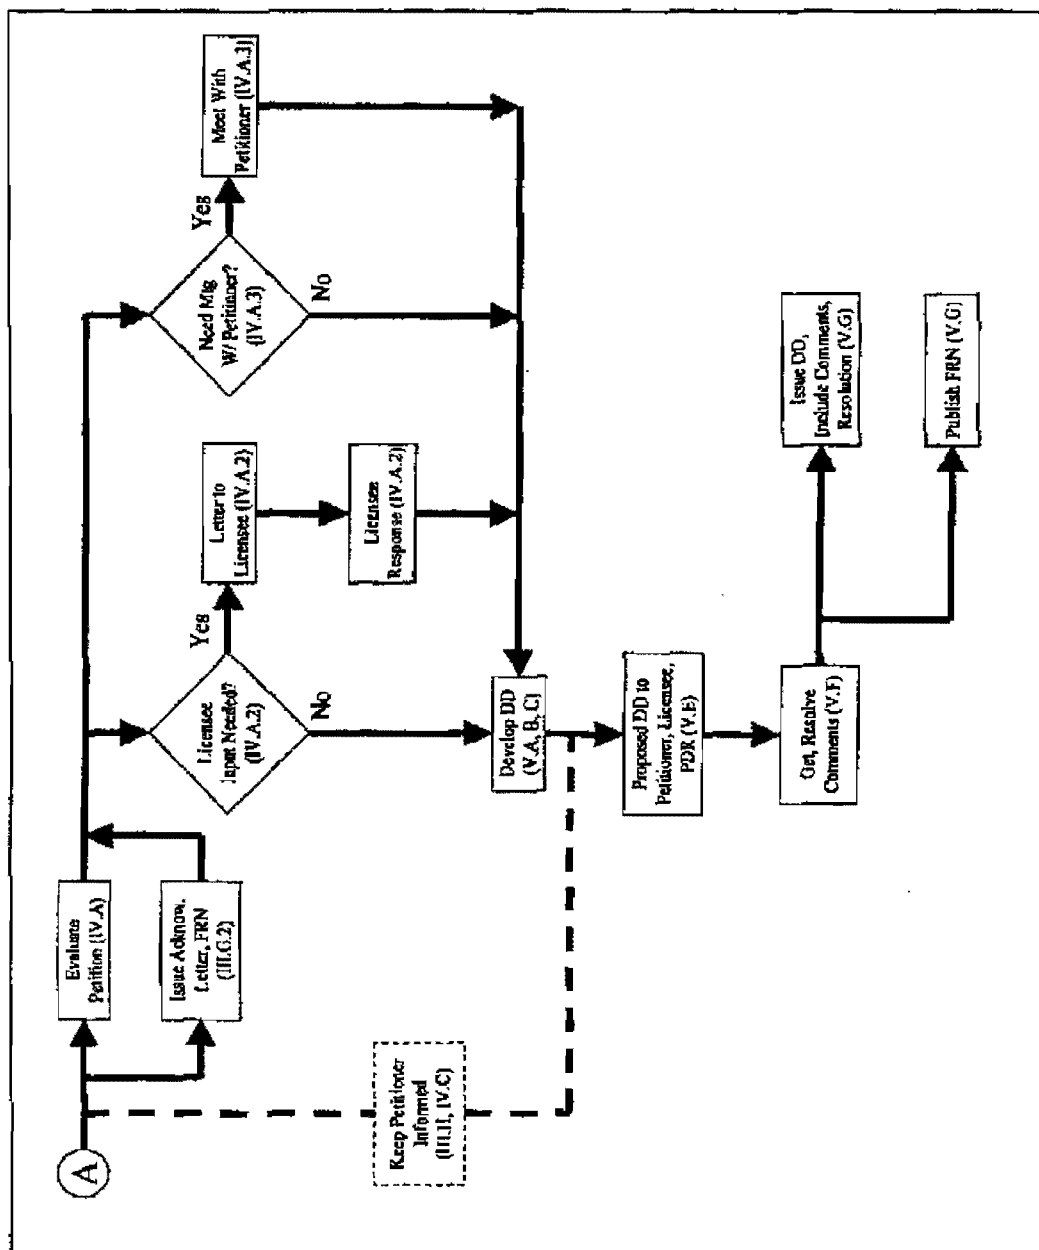 A
Evaluate
Petition (IV.A)
Issue Acknow.
Letter, FRN
(III.G.2)
Keep Petitioner
Informed
(III.H, IV.C)
Licensee
Input Needed?
(IV.A.2)
Yes
No
Letter to
Licensee (IV.A.2)
Licensee
Response (IV.A.2)
Need Mtg
W/ Petitinner?
(IV.A.3)
Yes
No
Meet With
Petitioner (IV.A.3)
Develop DD
(V.A, B, C)
Proposed DD to
Petitioner, Licensee,
PDR (V.E)
Get, Resolve
Comments (V.F)
Issue DD,
Include Comments,
Resolution (V.G)
Publish FRN (V.G)